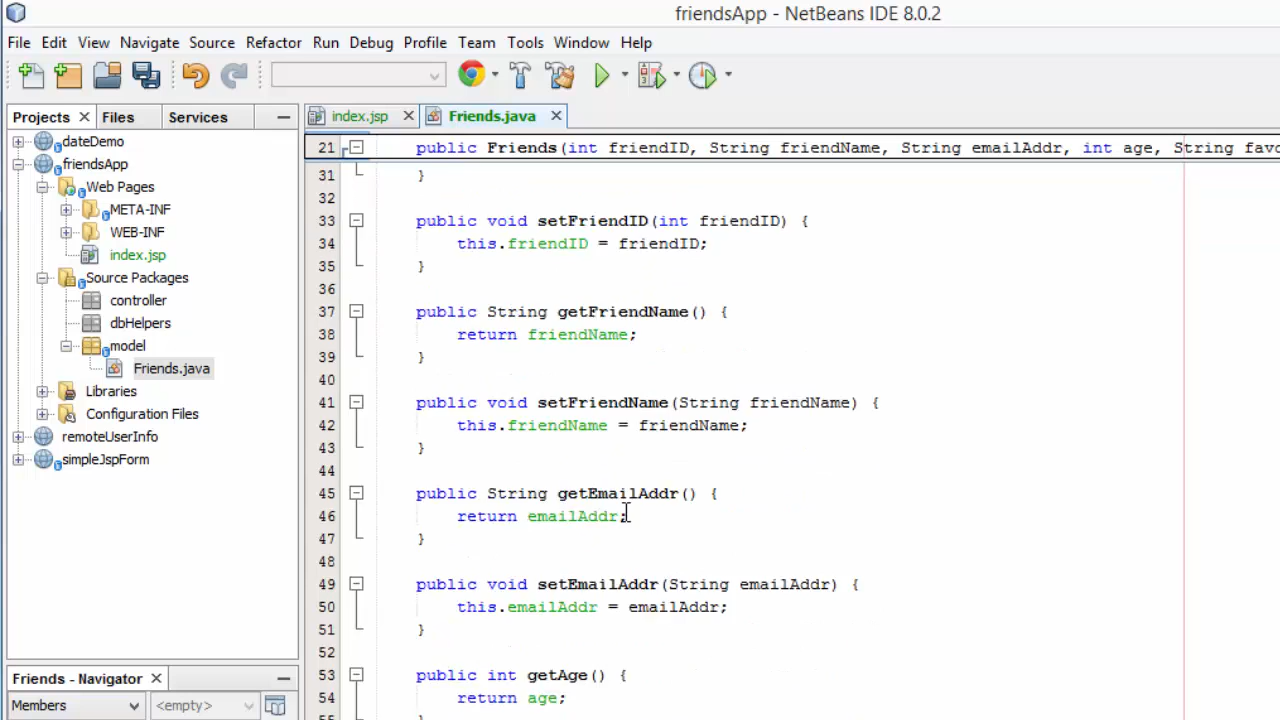 friendsApp - NetBeans IDE 8.0.2
File Edit View Navigate Source Refactor Run Debug Profile Team Tools Window Help
Projects Files Services
dateDemo
friendsApp
Web Pages
META-INF
WEB-INF
index.jsp
Source Packages
controller
dbHelpers
model
Friends.java
Libraries
Configuration Files
remoteUserInfo
simpleJspForm
Friends - Navigator
Members <empty>
index.jsp Friends.java
21 public Friends(int friendID, String friendName, String emailAddr, int age, String favo
31 }
32
33 public void setFriendID(int friendID) {
34 this.friendID = friendID;
35 }
36
37 public String getFriendName() {
38 return friendName;
39 }
40
41 public void setFriendName(String friendName) {
42 this.friendName = friendName;
43 }
44
45 public String getEmailAddr() {
46 return emailAddr;
47 }
48
49 public void setEmailAddr(String emailAddr) {
50 this.emailAddr = emailAddr;
51 }
52
53 public int getAge() {
54 return age;